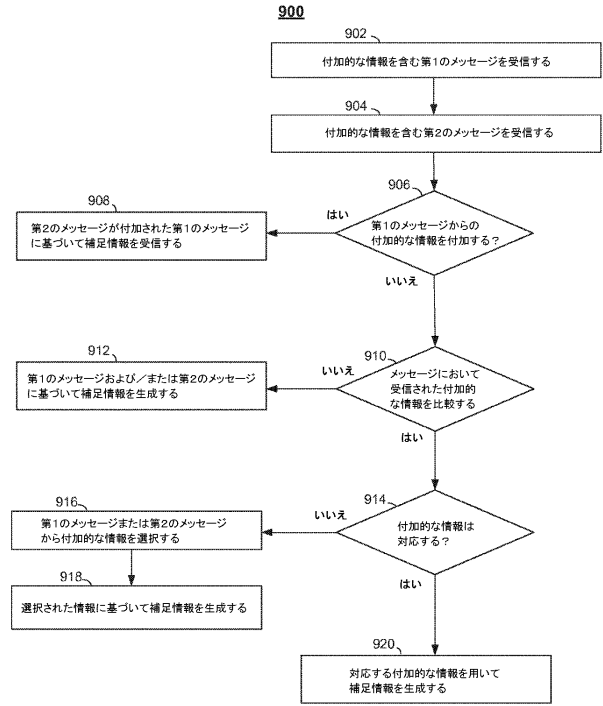 900
902
付加的な情報を含む第1のメッセージを受信する
904
付加的な情報を含む第2のメッセージを受信する
906
第1のメッセージからの
付加的な情報を付加する？
はい
いいえ
908
第2のメッセージが付加された第1のメッセージ
に基づいて補足情報を受信する
910
メッセージにおいて
受信された付加的
な情報を比較する
いいえ
はい
912
第1のメッセージおよび／または第2のメッセージ
に基づいて補足情報を生成する
914
付加的な情報は
対応する？
いいえ
はい
916
第1のメッセージまたは第2のメッセージ
から付加的な情報を選択する
918
選択された情報に基づいて補足情報を生成する
920
対応する付加的な情報を用いて
補足情報を生成する